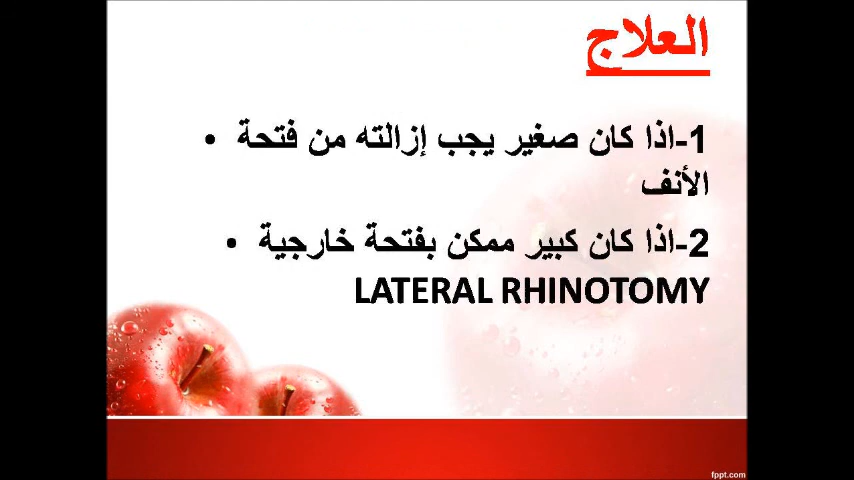 العلاج
1-اذا كان صغير يجب إزالته من فتحة •
الأنف
2-اذا كان كبير ممكن بفتحة خارجية •
LATERAL RHINOTOMY
fppt.com